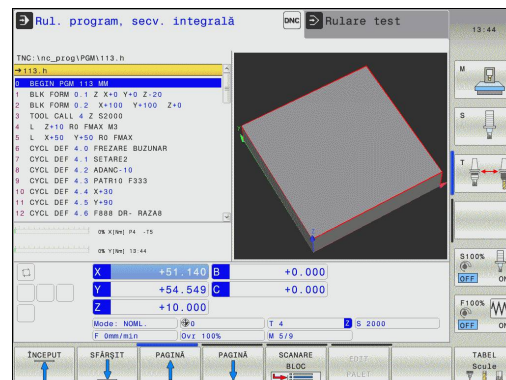 Rul. program, secv. integrală
DNC
Rulare test
13:44
TNC:\nc_prog\PGM\113.h
→113.h
0 BEGIN PGM 113 MM
1 BLK FORM 0.1 Z X+0 Y+0 Z-20
2 BLK FORM 0.2 X+100 Y+100 Z+0
3 TOOL CALL 4 Z S2000
4 L Z+10 R0 FMAX M3
5 L X+50 Y+50 R0 FMAX
6 CYCL DEF 4.0 FREZARE BUZUNAR
7 CYCL DEF 4.1 SETARE2
8 CYCL DEF 4.2 ADANC-10
9 CYCL DEF 4.3 PATR10 F333
10 CYCL DEF 4.4 X+30
11 CYCL DEF 4.5 Y+90
12 CYCL DEF 4.6 F888 DR- RAZA8
0% X[Nm] P4 -T5
0% Y[Nm] 13:44
X +51.140 B +0.000
Y +54.549 C +0.000
Z +10.000
Mode: NOML. 0 T 4 Z S 2000
F 0mm/min Ovr 100% M 5/9
M
S
T
S100%
OFF ON
F100%
OFF ON
ÎNCEPUT
SFÂRŞIT
PAGINĂ
PAGINĂ
SCANARE
BLOC
TABEL
Scule